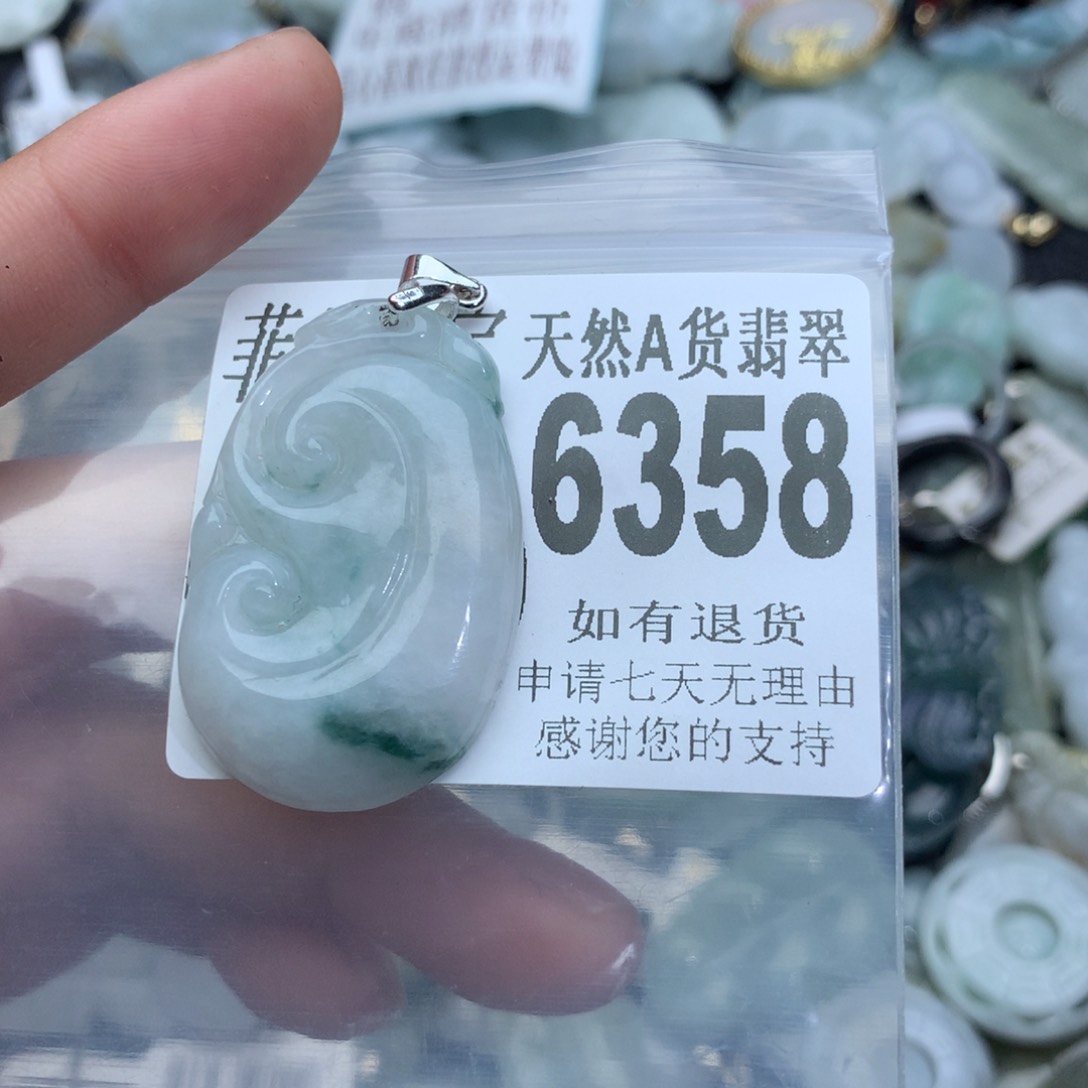 天然A货翡翠
6358
如有退货
申请七天无理由
感谢您的支持